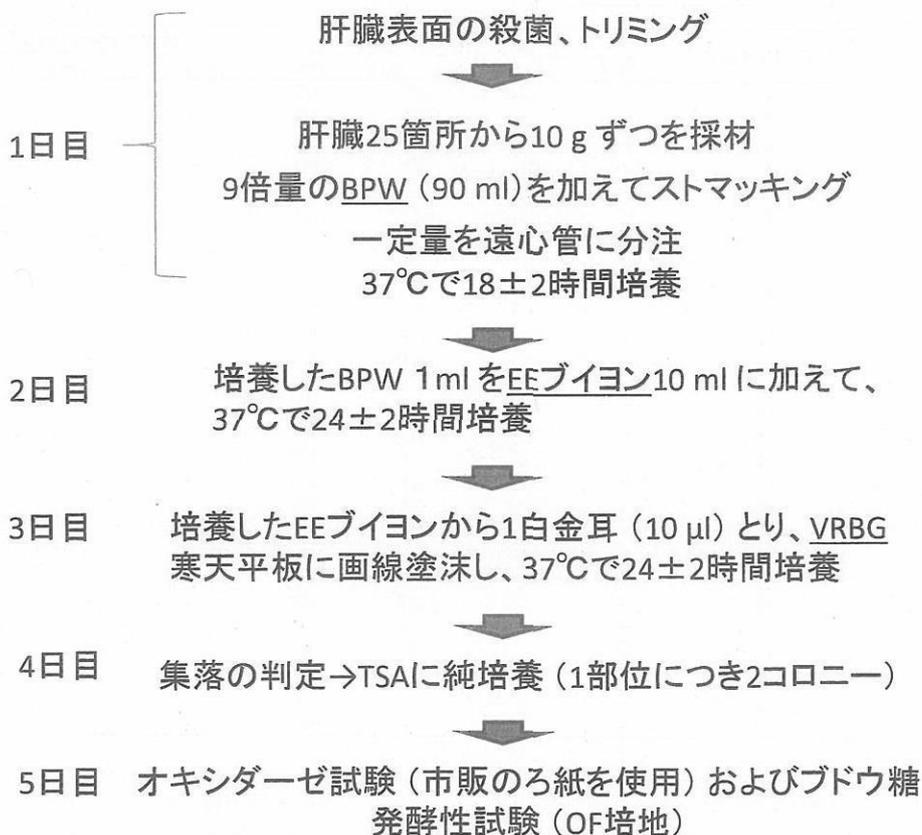 肝臓表面の殺菌、トリミング
1日目
肝臓25箇所から10 g ずつを採材
9倍量のBPW（90 ml）を加えてストマッキング
一定量を遠心管に分注
37℃で18±2時間培養
2日目
培養したBPW 1ml をEEブイヨン10 ml に加えて、
37℃で24±2時間培養
3日目
培養したEEブイヨンから1白金耳（10 μl）とり、VRBG
寒天平板に画線塗沫し、37℃で24±2時間培養
4日目
集落の判定→TSAに純培養（1部位につき2コロニー）
5日目
オキシダーゼ試験（市販のろ紙を使用）およびブドウ糖
発酵性試験（OF培地）